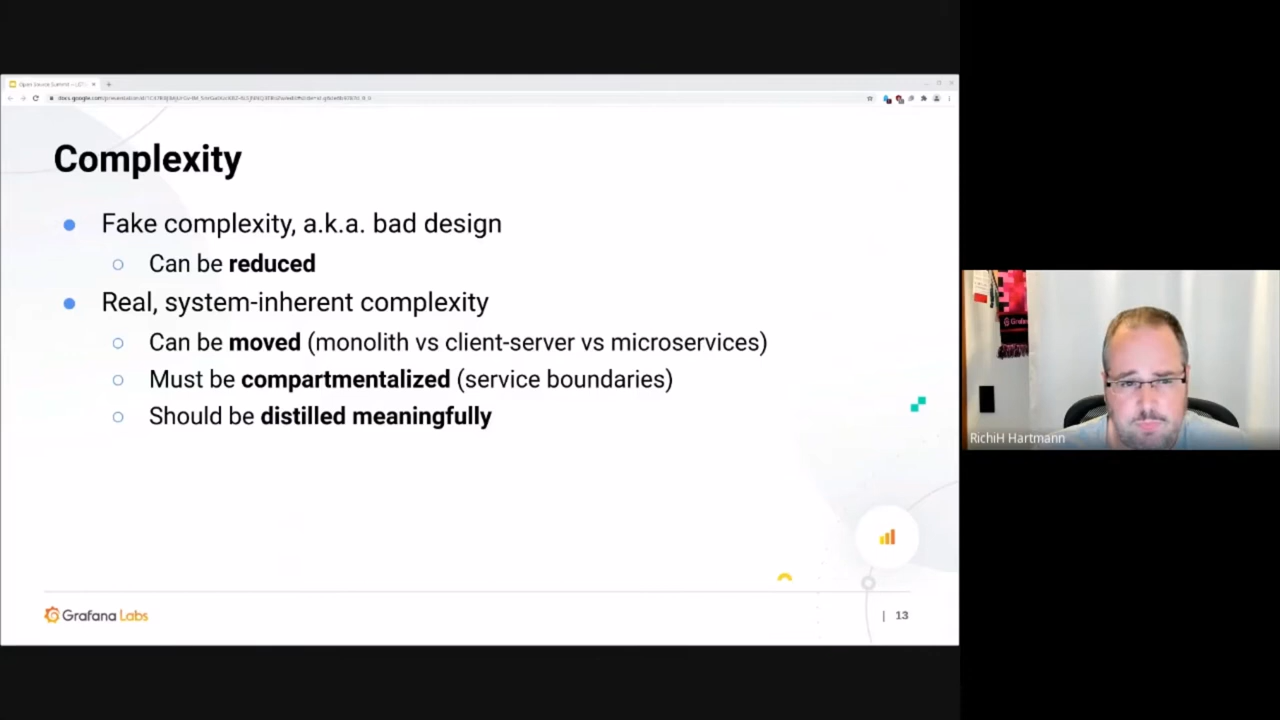 Complexity
Fake complexity, a.k.a. bad design
Can be reduced
Real, system-inherent complexity
Can be moved (monolith vs client-server vs microservices)
Must be compartmentalized (service boundaries)
Should be distilled meaningfully
Grafana Labs
| 13
RichiH Hartmann